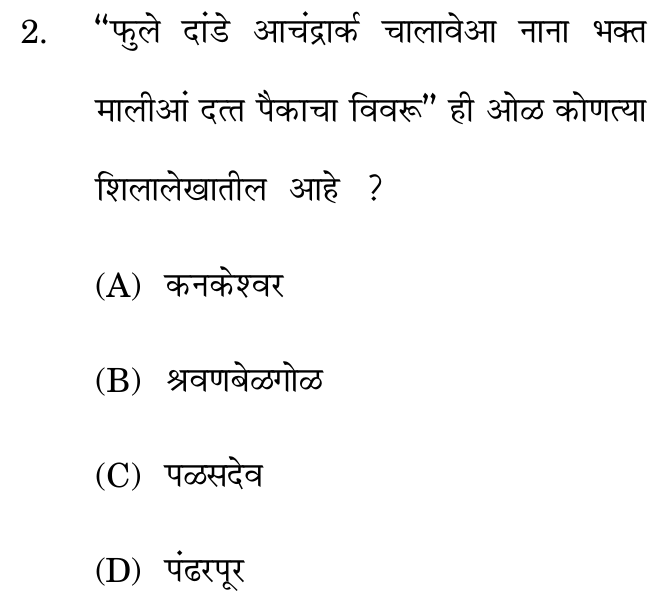 2. “फुले दांडे आचंद्रार्क चालावेआ नाना भक्त
मालीआं दत्त पैकाचा विवरू” ही ओळ कोणत्या
शिलालेखातील आहे ?
(A) कनकेश्वर
(B) श्रवणबेळगोळ
(C) पळसदेव
(D) पंढरपूर